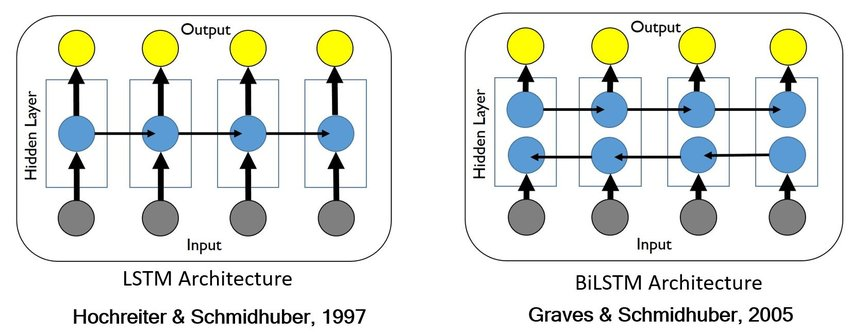 Output
Hidden Layer
Input
LSTM Architecture
Hochreiter & Schmidhuber, 1997
Output
Hidden Layer
Input
BiLSTM Architecture
Graves & Schmidhuber, 2005